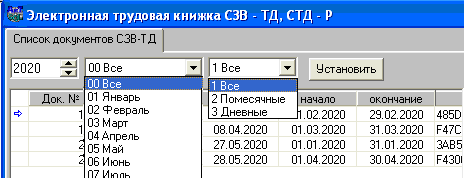 Электронная трудовая книжка СЗВ - ТД, СТД - Р
Список документов СЗВ-ТД
2020 00 Все 1 Все Установить
00 Все 1 Все
01 Январь 2 Помесячные
02 Февраль 3 Дневные
03 Март
04 Апрель
05 Май
06 Июнь
07 Июль
Док. № начало окончание
1 01.02.2020 29.02.2020 485D
1 08.04.2020 01.03.2020 31.03.2020 F47C
2 27.05.2020 01.01.2020 31.01.2020 3AB5
2 28.05.2020 01.04.2020 30.04.2020 F430